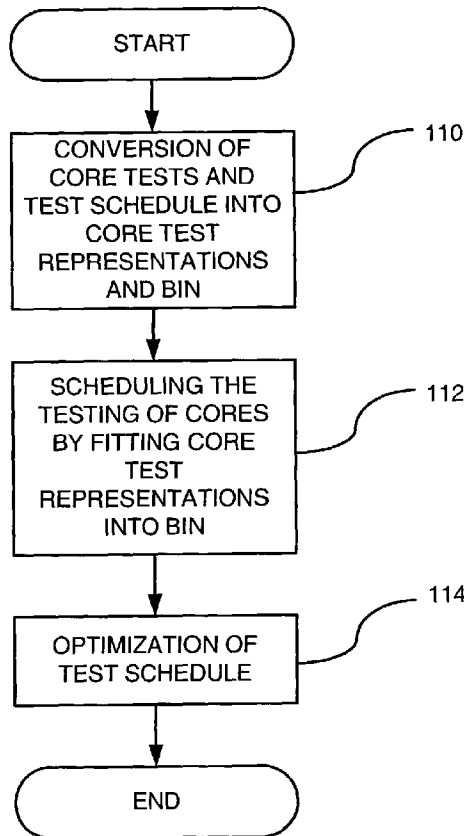 START
CONVERSION OF
CORE TESTS AND
TEST SCHEDULE INTO
CORE TEST
REPRESENTATIONS
AND BIN
110
SCHEDULING THE
TESTING OF CORES
BY FITTING CORE
TEST
REPRESENTATIONS
INTO BIN
112
OPTIMIZATION OF
TEST SCHEDULE
114
END